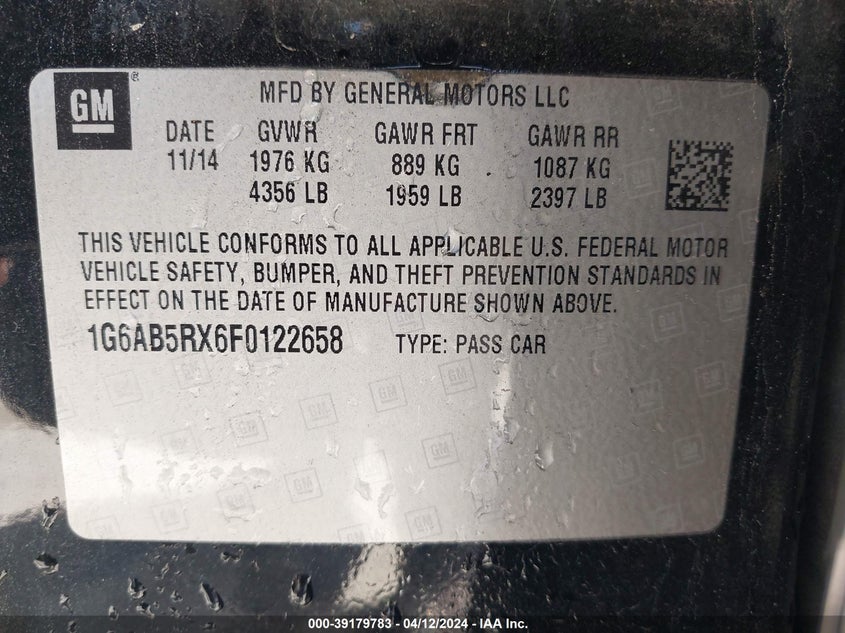 GM ®
MFD BY GENERAL MOTORS LLC
DATE GVWR GAWR FRT GAWR RR
11/14 1976 KG 889 KG 1087 KG
4356 LB 1959 LB 2397 LB
THIS VEHICLE CONFORMS TO ALL APPLICABLE U.S. FEDERAL MOTOR
VEHICLE SAFETY, BUMPER, AND THEFT PREVENTION STANDARDS IN
EFFECT ON THE DATE OF MANUFACTURE SHOWN ABOVE.
1G6AB5RX6F0122658 TYPE: PASS CAR
000-39179783 - 04/12/2024 - IAA Inc.